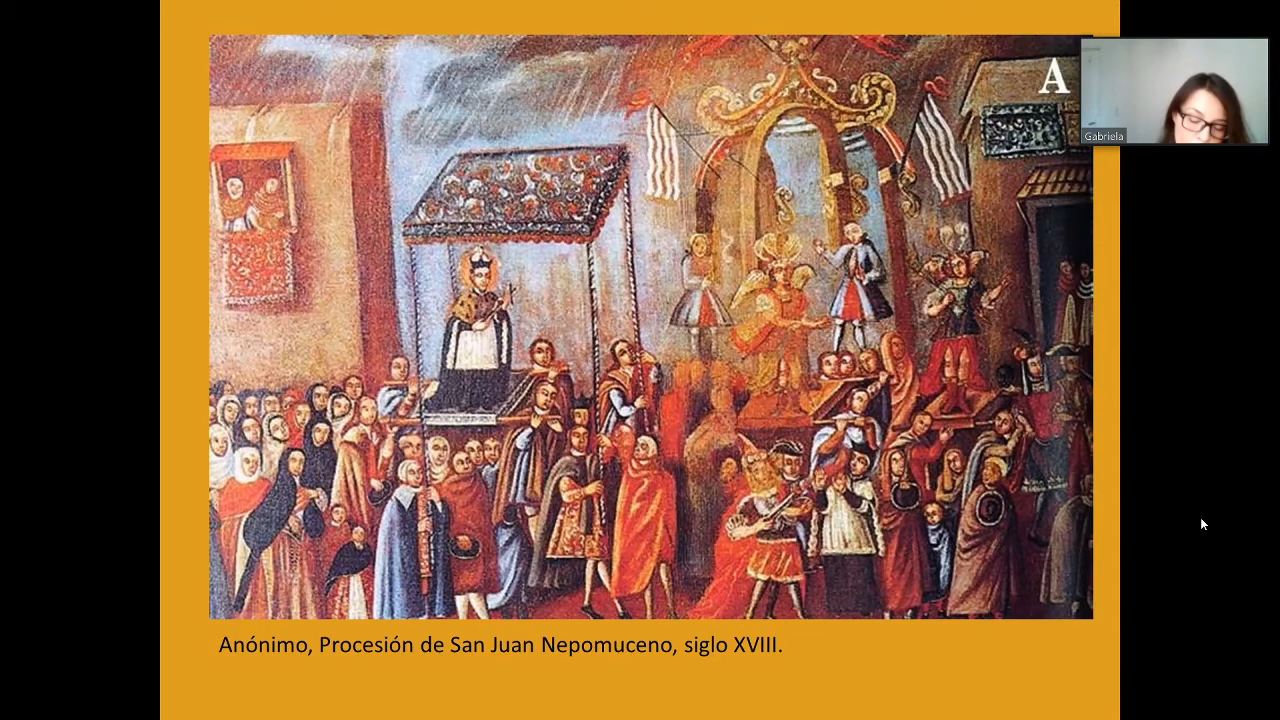 A
Gabriela
Anónimo, Procesión de San Juan Nepomuceno, siglo XVIII.